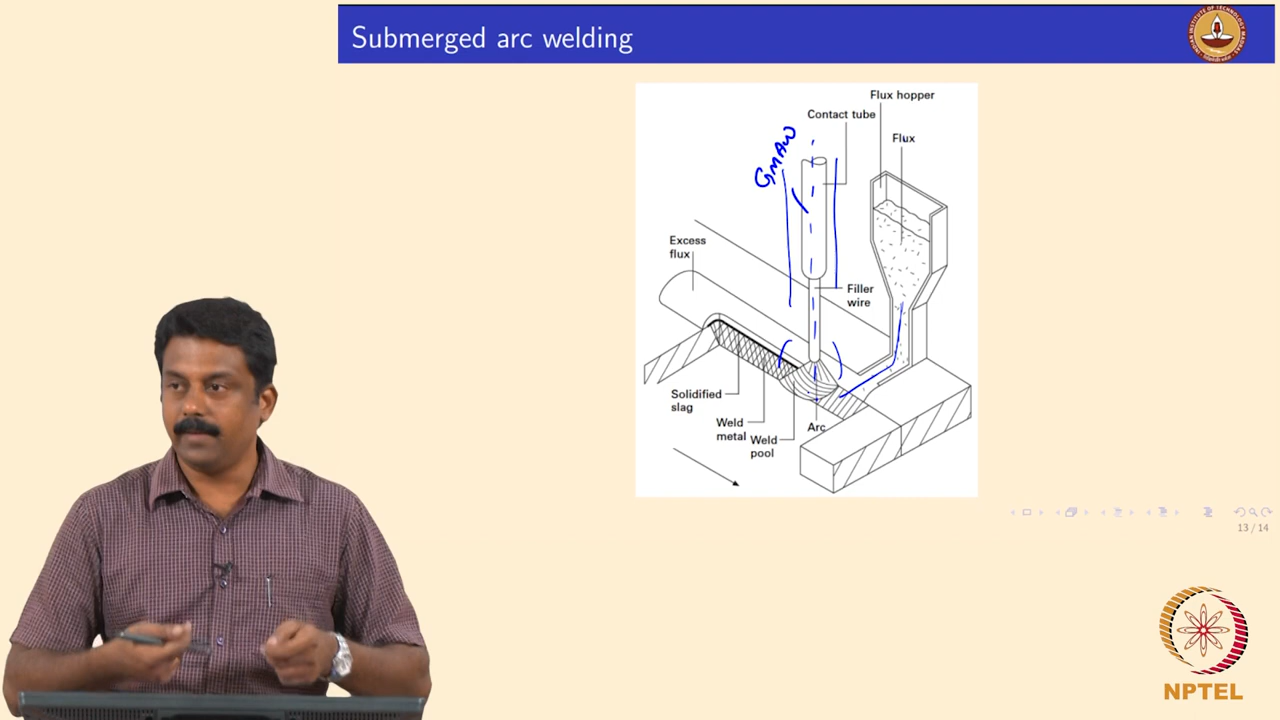 Submerged arc welding
Flux hopper
Contact tube
Flux
GMAW
Excess
flux
Filler
wire
Solidified
slag
Weld
metal
Weld
pool
Arc
13 / 14
NPTEL